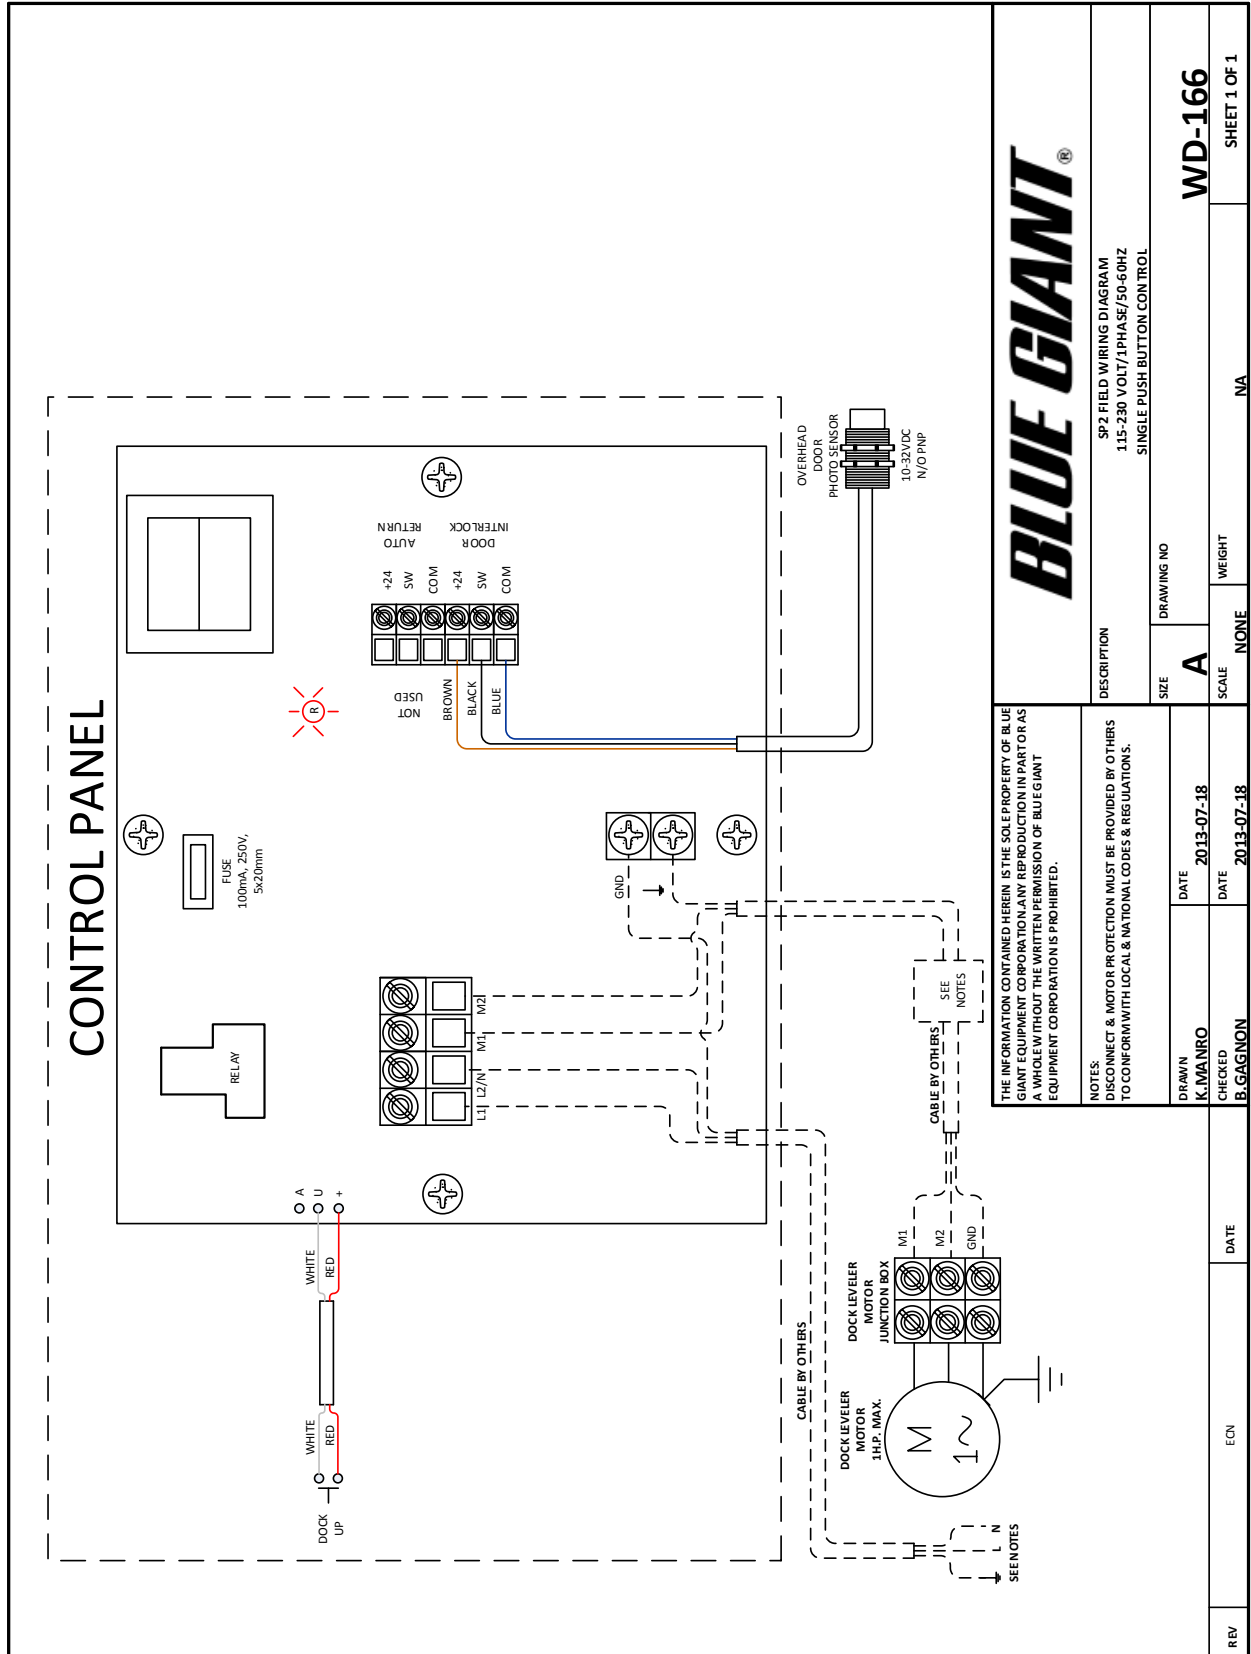 CONTROL PANEL
DOCK
UP
WHITE
RED
WHITE
RED
A
U
+
RELAY
FUSE
100mA, 250V,
5x20mm
R
L1
L2/N
M1
M2
GND
NOT
USED
BROWN
BLACK
BLUE
+24
SW
COM
+24
SW
COM
AUTO
RETURN
DOOR
INTERLOCK
OVERHEAD
DOOR
PHOTO SENSOR
10-32VDC
N/O PNP
CABLE BY OTHERS
SEE NOTES
L
N
DOCK LEVELER
MOTOR
1H.P. MAX.
M
1~
DOCK LEVELER
MOTOR
JUNCTION BOX
M1
M2
GND
CABLE BY OTHERS
SEE
NOTES
THE INFORMATION CONTAINED HEREIN IS THE SOLE PROPERTY OF BLUE
GIANT EQUIPMENT CORPORATION. ANY REPRODUCTION IN PART OR AS
A WHOLE WITHOUT THE WRITTEN PERMISSION OF BLUE GIANT
EQUIPMENT CORPORATION IS PROHIBITED.
NOTES:
DISCONNECT & MOTOR PROTECTION MUST BE PROVIDED BY OTHERS
TO CONFORM WITH LOCAL & NATIONAL CODES & REGULATIONS.
BLUE GIANT®
DESCRIPTION
SP2 FIELD WIRING DIAGRAM
115-230 VOLT/1PHASE/50-60HZ
SINGLE PUSH BUTTON CONTROL
DRAWN
K.MANRO
DATE
2013-07-18
SIZE
A
DRAWING NO
WD-166
REV
ECN
DATE
CHECKED
B.GAGNON
DATE
2013-07-18
SCALE
NONE
WEIGHT
NA
SHEET 1 OF 1